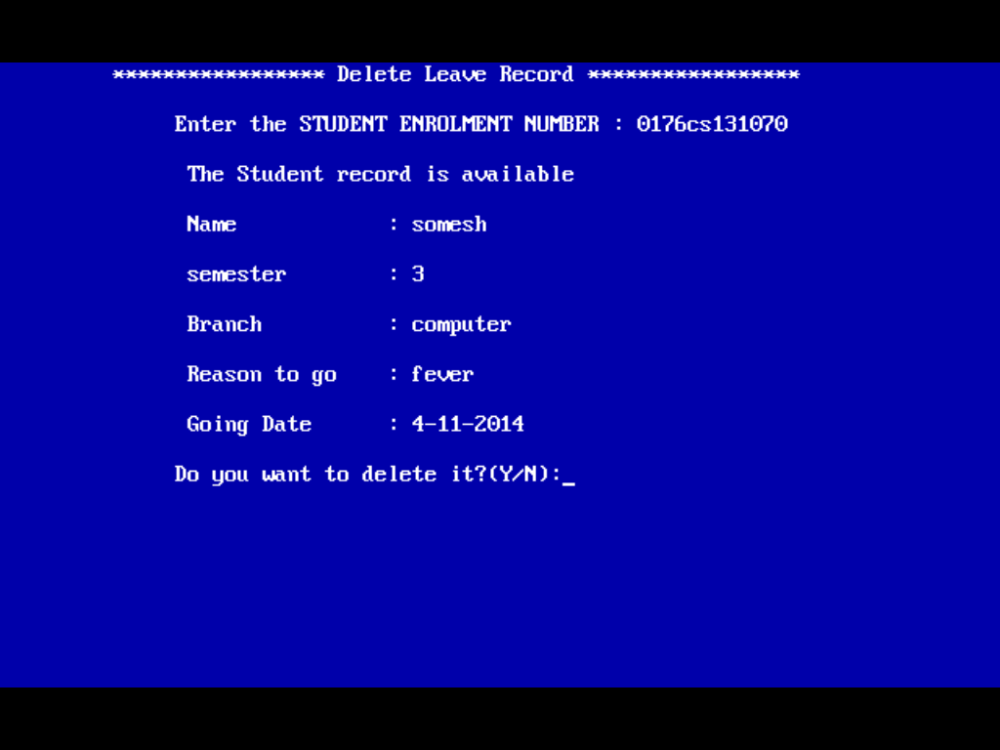 ***************** Delete Leave Record *****************
Enter the STUDENT ENROLMENT NUMBER : 0176cs131070
The Student record is available
Name : somesh
semester : 3
Branch : computer
Reason to go : fever
Going Date : 4-11-2014
Do you want to delete it?(Y/N):_